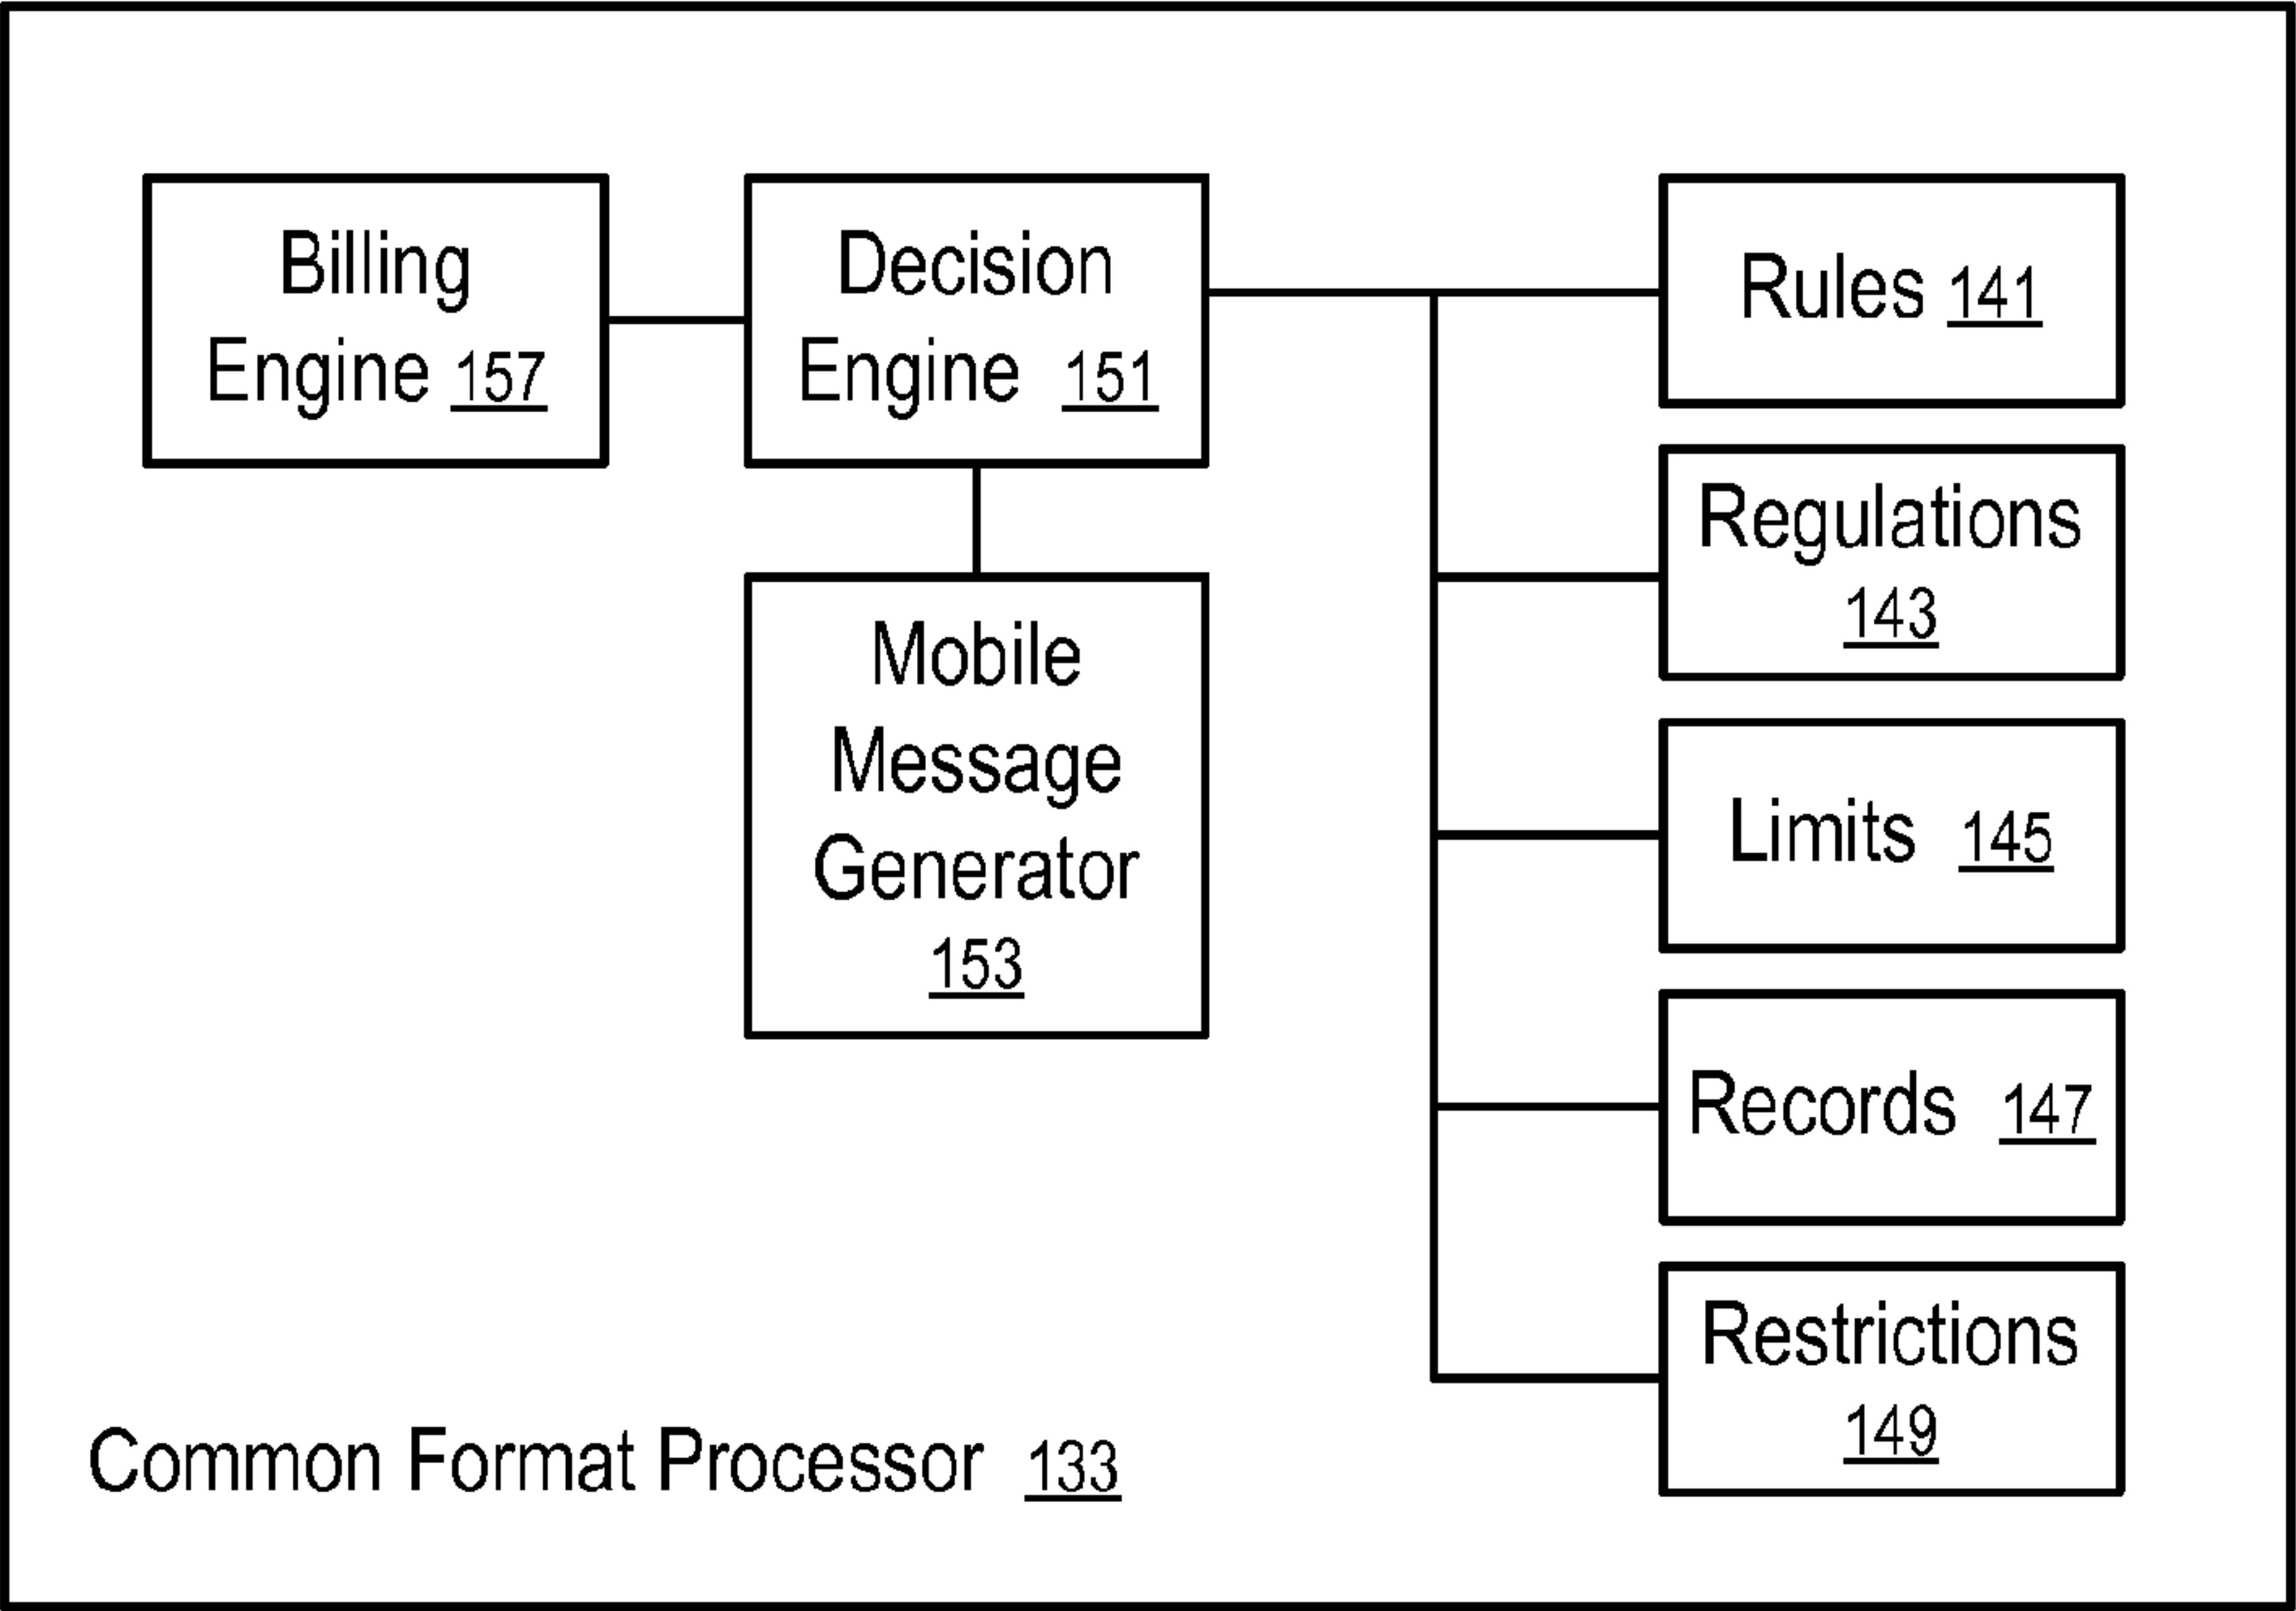 Billing
Engine 157
Decision
Engine 151
Mobile
Message
Generator
153
Rules 141
Regulations
143
Limits 145
Records 147
Restrictions
149
Common Format Processor 133